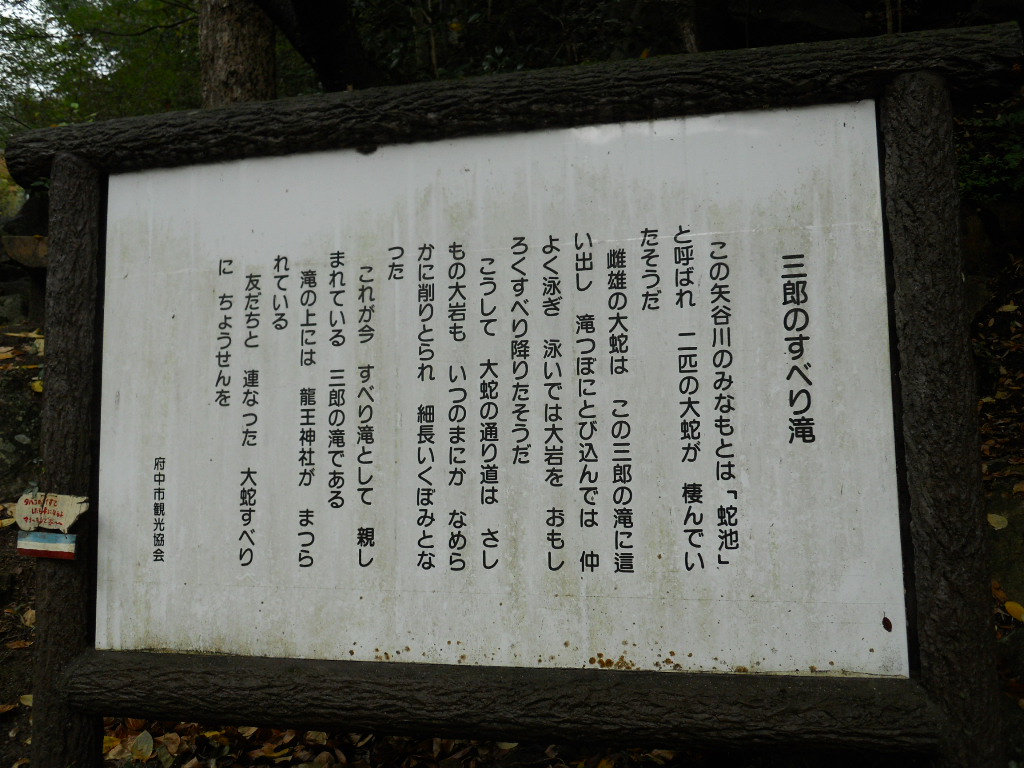 三郎のすべり滝
この矢谷川のみなもとは「蛇池」
と呼ばれ 二匹の大蛇が 棲んでい
たそうだ
雌雄の大蛇は この三郎の滝に這
い出し 滝つぼにとび込んでは 仲
よく泳ぎ 泳いでは大岩を おもし
ろくすべり降りたそうだ
こうして 大蛇の通り道は さし
もの大岩も いつのまにか なめら
かに削りとられ 細長いくぼみとな
った
これが今 すべり滝として 親し
まれている 三郎の滝である
滝の上には 龍王神社が まつら
れている
友だちと 連なった 大蛇すべり
に ちょうせんを
府中市観光協会